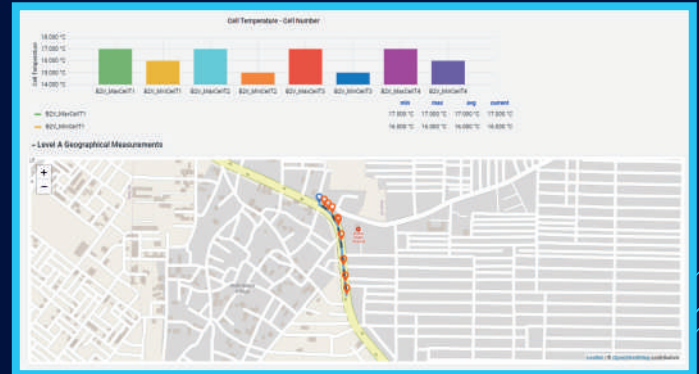 Cell Temperature - Cell Number
Cell Temperature
18.000 °C
17.000 °C
16.000 °C
15.000 °C
14.000 °C
B2V_MaxCellT1 B2V_MinCellT1 B2V_MaxCellT2 B2V_MinCellT2 B2V_MaxCellT3 B2V_MinCellT3 B2V_MaxCellT4 B2V_MinCellT4
min max avg current
B2V_MaxCellT1 17.000 °C 17.000 °C 17.000 °C 17.000 °C
B2V_MinCellT1 16.000 °C 16.000 °C 16.000 °C 16.000 °C
~ Level A Geographical Measurements
+
−
Leaflet | © OpenStreetMap contributors